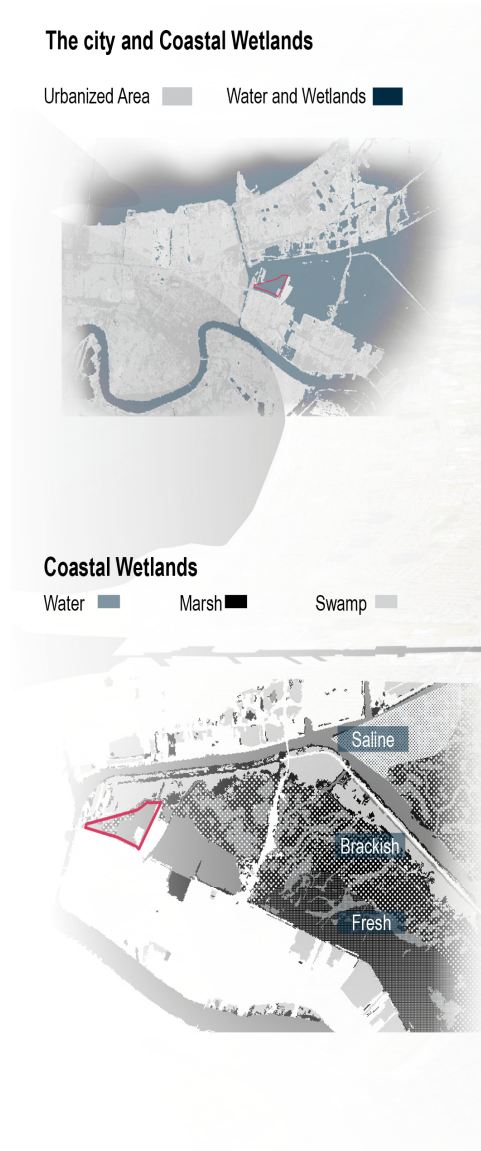 The city and Coastal Wetlands
Urbanized Area Water and Wetlands
Coastal Wetlands
Water Marsh Swamp
Saline
Brackish
Fresh